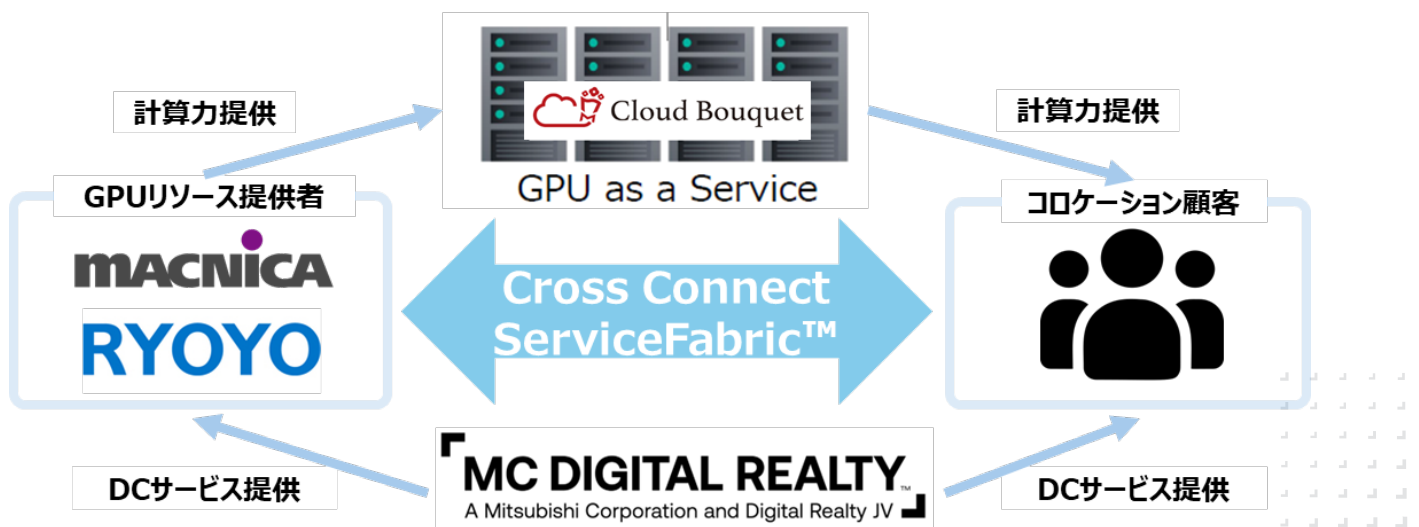 Cloud Bouquet
GPU as a Service
計算力提供
計算力提供
GPUリソース提供者
MACNICA
RYOYO
Cross Connect
ServiceFabric™
コロケーション顧客
DCサービス提供
MC DIGITAL REALTY™
A Mitsubishi Corporation and Digital Realty JV
DCサービス提供